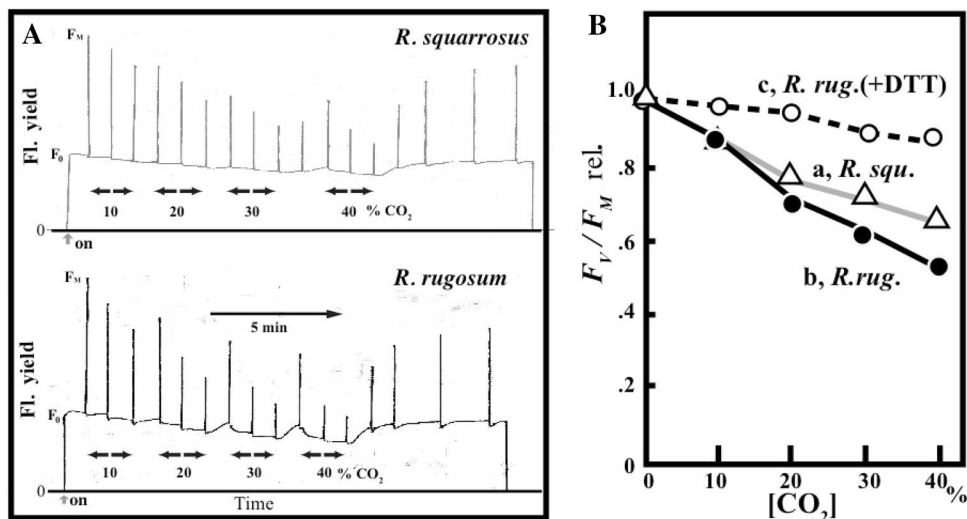 A
R. squarrosus
FM
Fl. yield
F0
10 20 30 40 % CO2
0
on
R. rugosum
FM
5 min
Fl. yield
F0
10 20 30 40 % CO2
0
on
Time
B
1.0
c, R. rug.(+DTT)
.8
a, R. squ.
FV/FM rel.
.6
b, R.rug.
.4
.2
0
0 10 20 30 40 %
[CO2]